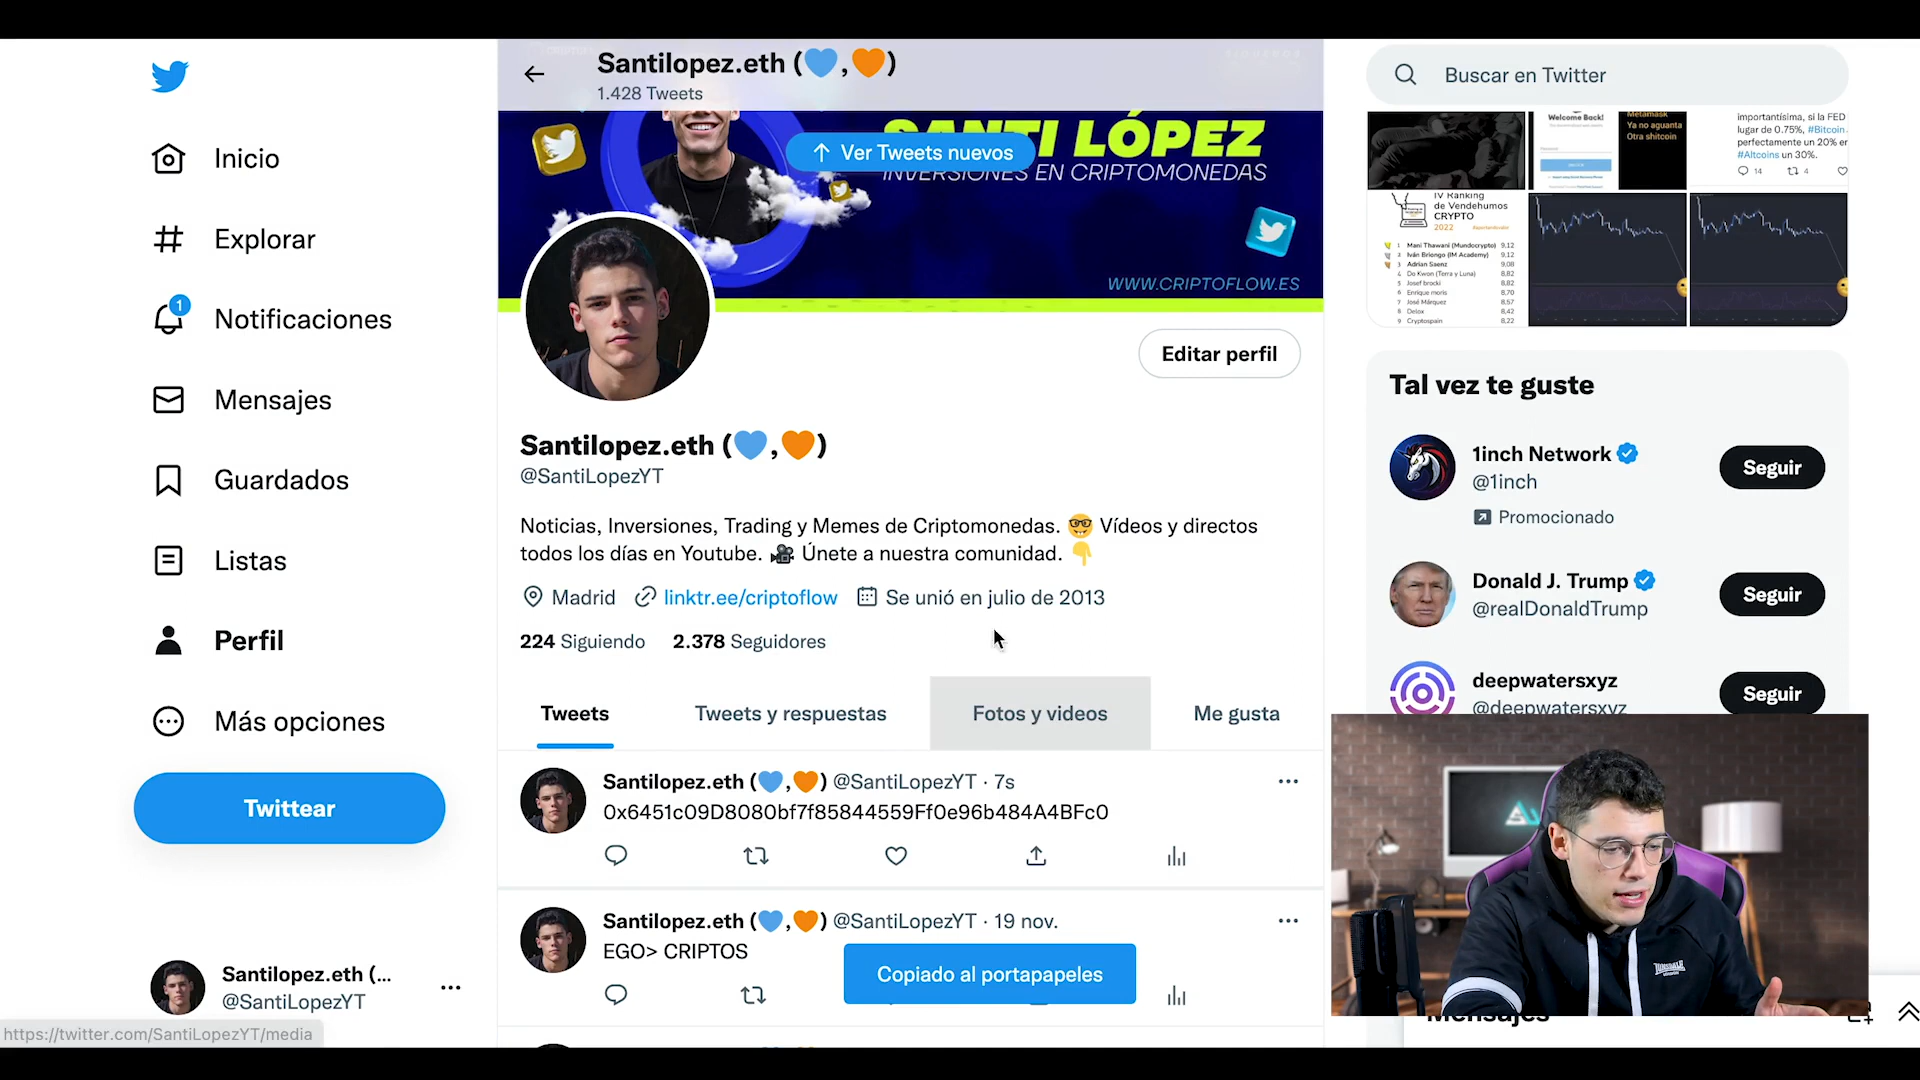 Santilopez.eth (💙,🧡)
1.428 Tweets
Ver Tweets nuevos
SANTI LÓPEZ
INVERSIONES EN CRIPTOMONEDAS
WWW.CRIPTOFLOW.ES
Inicio
Explorar
1
Notificaciones
Mensajes
Guardados
Listas
Perfil
Más opciones
Twittear
Santilopez.eth (...
@SantiLopezYT
https://twitter.com/SantiLopezYT/media
Editar perfil
Santilopez.eth (💙,🧡)
@SantiLopezYT
Noticias, Inversiones, Trading y Memes de Criptomonedas. 🤓 Vídeos y directos
todos los días en Youtube. 🎥 Únete a nuestra comunidad. 👇
Madrid linktr.ee/criptoflow Se unió en julio de 2013
224 Siguiendo 2.378 Seguidores
Tweets Tweets y respuestas Fotos y videos Me gusta
Santilopez.eth (💙,🧡) @SantiLopezYT · 7s
0x6451c09D8080bf7f85844559Ff0e96b484A4BFc0
Santilopez.eth (💙,🧡) @SantiLopezYT · 19 nov.
EGO> CRIPTOS
Copiado al portapapeles
Buscar en Twitter
Welcome Back!
Metamask
Ya no aguanta
Otra shitcoin
importantísima, si la FED
lugar de 0.75%, #Bitcoin
perfectamente un 20% er
#Altcoins un 30%.
14 4
IV Ranking
de Vendehumos
CRYPTO
2022
1 Mani Thawani (Mundocrypto) 9,12
2 Iván Briongo (IM Academy) 9,12
3 Adrian Saenz 9,08
4 Do Kwon (Terra y Luna) 8,82
5 Josef brocki 8,82
6 Enrique moris 8,70
7 José Márquez 8,57
8 Delox 8,42
9 Cryptospain 8,22
Tal vez te guste
1inch Network
@1inch
Promocionado
Seguir
Donald J. Trump
@realDonaldTrump
Seguir
deepwatersxyz
@deepwatersxyz
Seguir
LONSDALE
Mensajes